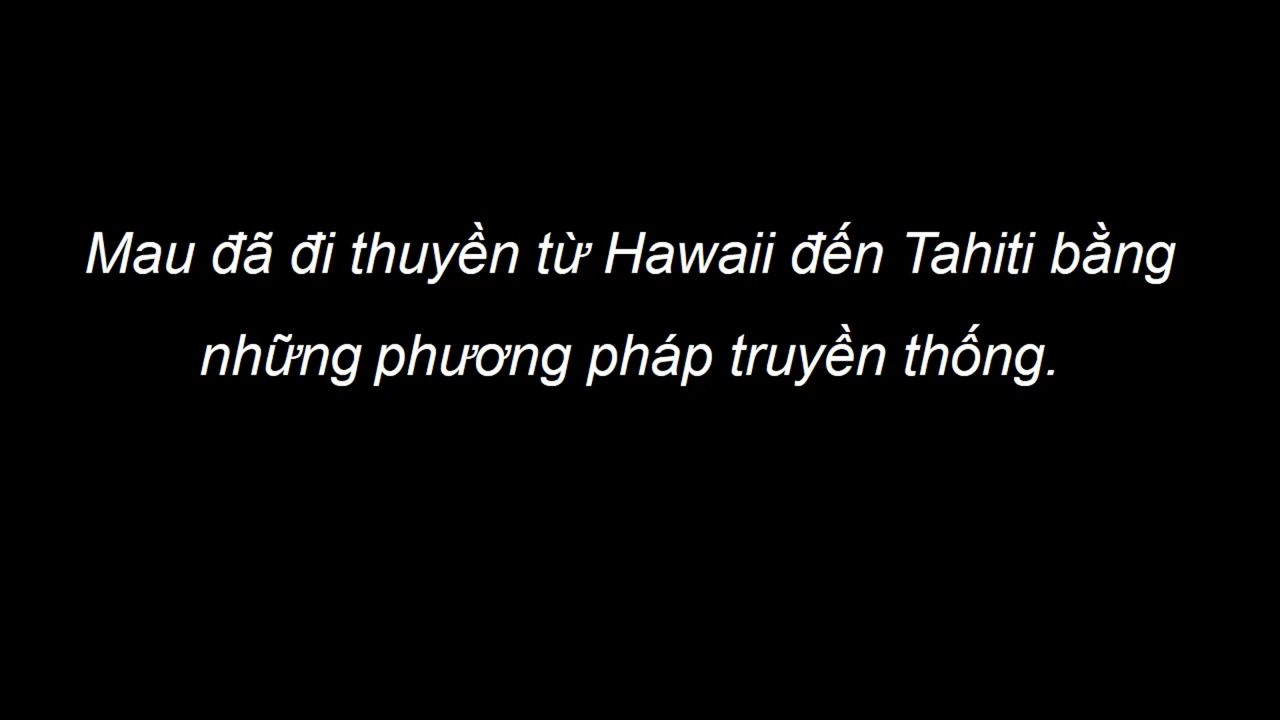 Mau đã đi thuyền từ Hawaii đến Tahiti bằng
những phương pháp truyền thống.